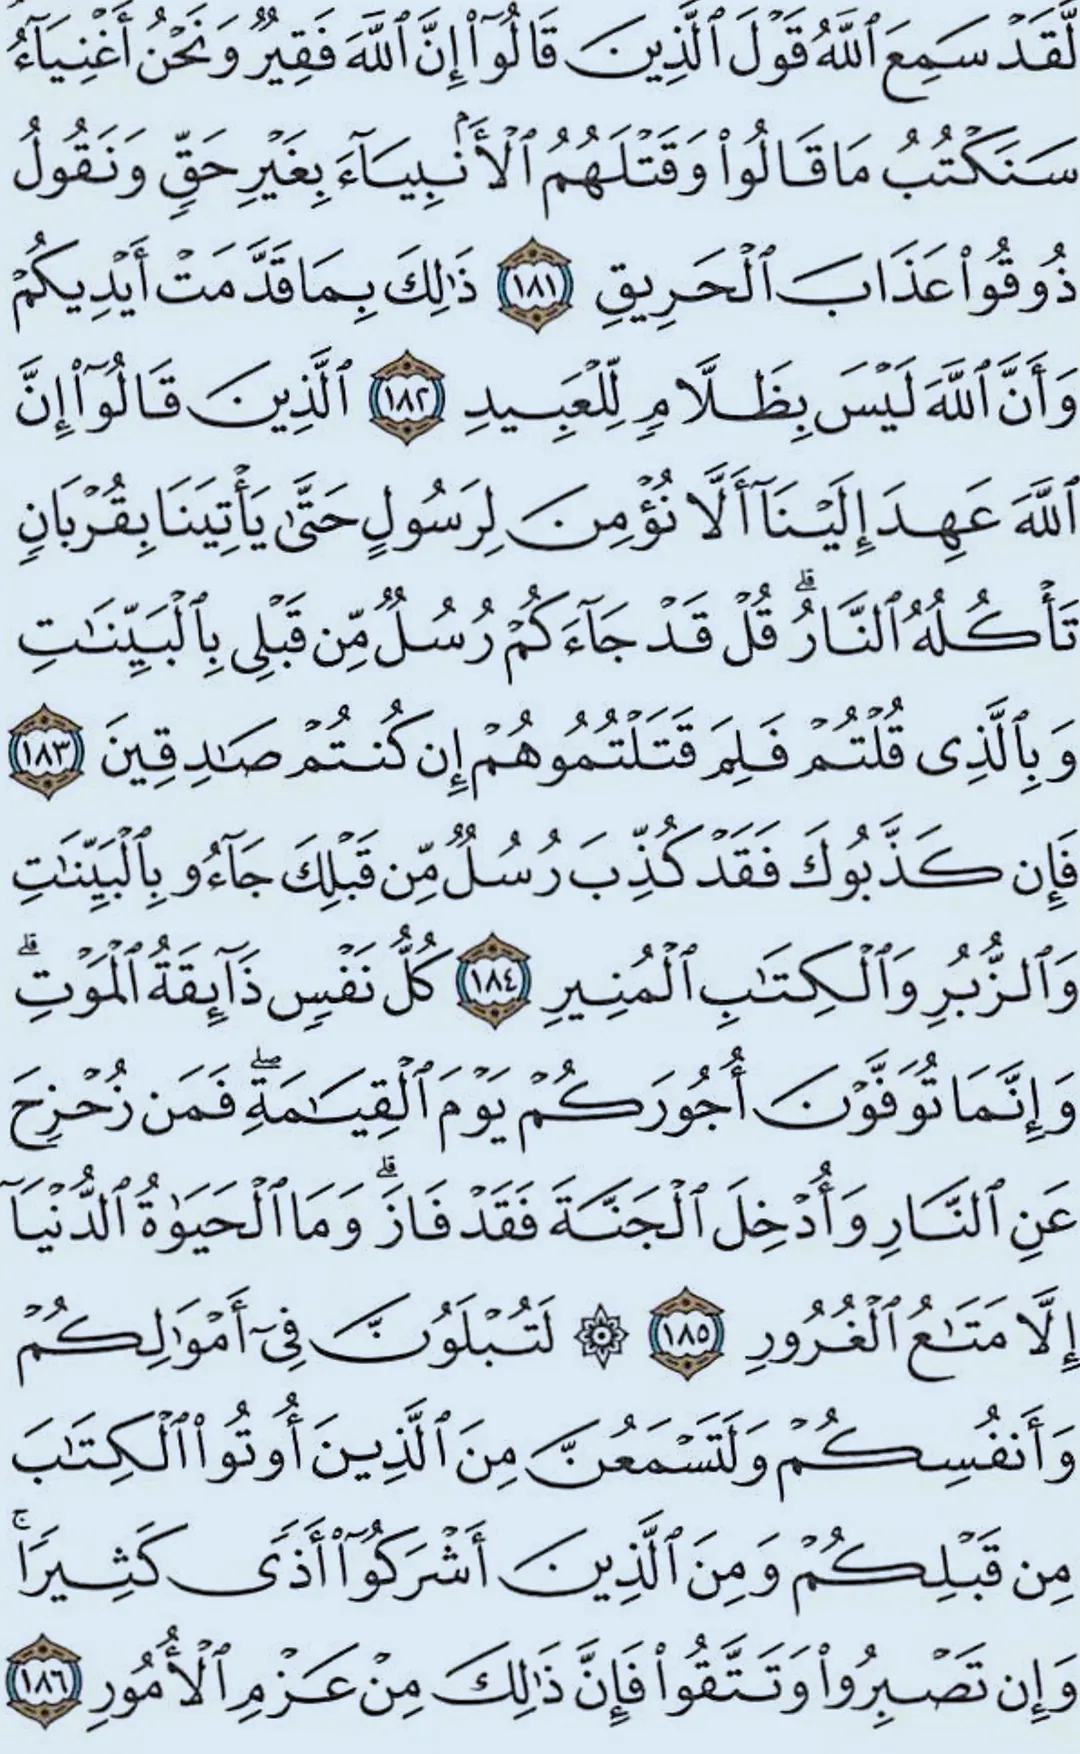 لَّقَدْ سَمِعَ ٱللَّهُ قَوْلَ ٱلَّذِينَ قَالُوٓا۟ إِنَّ ٱللَّهَ فَقِيرٌ وَنَحْنُ أَغْنِيَآءُ
سَنَكْتُبُ مَا قَالُوا۟ وَقَتْلَهُمُ ٱلْأَنۢبِيَآءَ بِغَيْرِ حَقٍّ وَنَقُولُ
ذُوقُوا۟ عَذَابَ ٱلْحَرِيقِ ١٨١ ذَٰلِكَ بِمَا قَدَّمَتْ أَيْدِيكُمْ
وَأَنَّ ٱللَّهَ لَيْسَ بِظَلَّامٍ لِّلْعَبِيدِ ١٨٢ ٱلَّذِينَ قَالُوٓا۟ إِنَّ
ٱللَّهَ عَهِدَ إِلَيْنَآ أَلَّا نُؤْمِنَ لِرَسُولٍ حَتَّىٰ يَأْتِيَنَا بِقُرْبَانٍ
تَأْكُلُهُ ٱلنَّارُ ۗ قُلْ قَدْ جَآءَكُمْ رُسُلٌ مِّن قَبْلِى بِٱلْبَيِّنَـٰتِ
وَبِٱلَّذِى قُلْتُمْ فَلِمَ قَتَلْتُمُوهُمْ إِن كُنتُمْ صَـٰدِقِينَ ١٨٣
فَإِن كَذَّبُوكَ فَقَدْ كُذِّبَ رُسُلٌ مِّن قَبْلِكَ جَآءُو بِٱلْبَيِّنَـٰتِ
وَٱلزُّبُرِ وَٱلْكِتَـٰبِ ٱلْمُنِيرِ ١٨٤ كُلُّ نَفْسٍ ذَآئِقَةُ ٱلْمَوْتِ ۗ
وَإِنَّمَا تُوَفَّوْنَ أُجُورَكُمْ يَوْمَ ٱلْقِيَـٰمَةِ ۖ فَمَن زُحْزِحَ
عَنِ ٱلنَّارِ وَأُدْخِلَ ٱلْجَنَّةَ فَقَدْ فَازَ ۗ وَمَا ٱلْحَيَوٰةُ ٱلدُّنْيَآ
إِلَّا مَتَـٰعُ ٱلْغُرُورِ ١٨٥ ۞ لَتُبْلَوُنَّ فِىٓ أَمْوَٰلِكُمْ
وَأَنفُسِكُمْ وَلَتَسْمَعُنَّ مِنَ ٱلَّذِينَ أُوتُوا۟ ٱلْكِتَـٰبَ
مِن قَبْلِكُمْ وَمِنَ ٱلَّذِينَ أَشْرَكُوٓا۟ أَذًى كَثِيرًا ۚ
وَإِن تَصْبِرُوا۟ وَتَتَّقُوا۟ فَإِنَّ ذَٰلِكَ مِنْ عَزْمِ ٱلْأُمُورِ ١٨٦